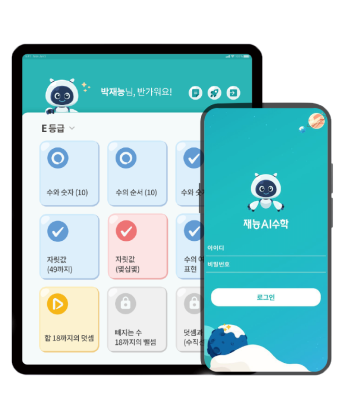 박재능님, 반가워요!
E 등급
수와 숫자 (10)
수의 순서 (10)
수와 숫
자릿값
(49까지)
자릿값
(몇십몇)
수의 여
표현
합 18까지의 덧셈
빼지는 수
18까지의 뺄셈
덧셈과
(수직선
재능AI수학
아이디
비밀번호
로그인